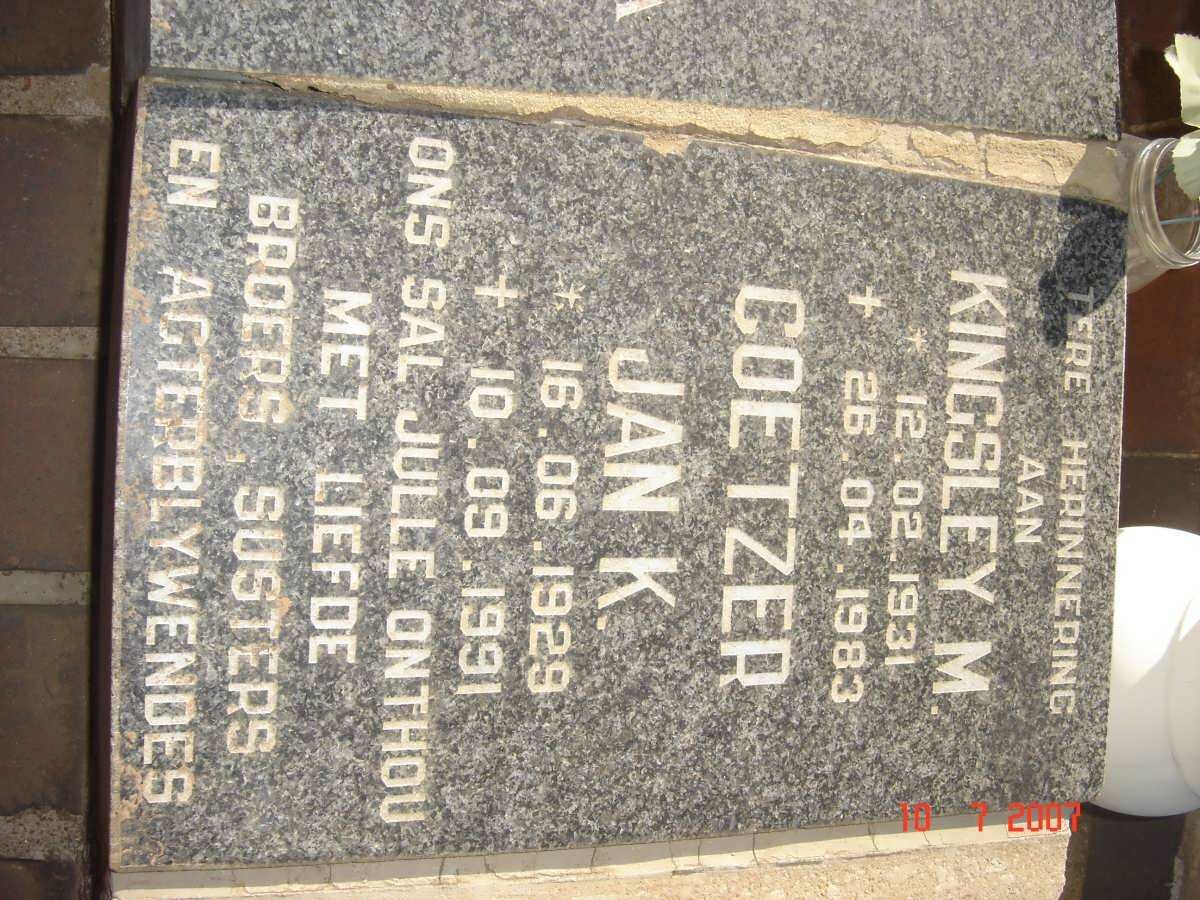 TERE HERINNERING
AAN
KINGSLEY M.
* 12.02.1931
+ 26.04.1983
COETZER
JAN K.
* 16.06.1929
+ 10.09.1991
ONS SAL JULLE ONTHOU
MET LIEFDE
BROERS, SUSTERS
EN AGTERBLYWENDES
10 7 2007